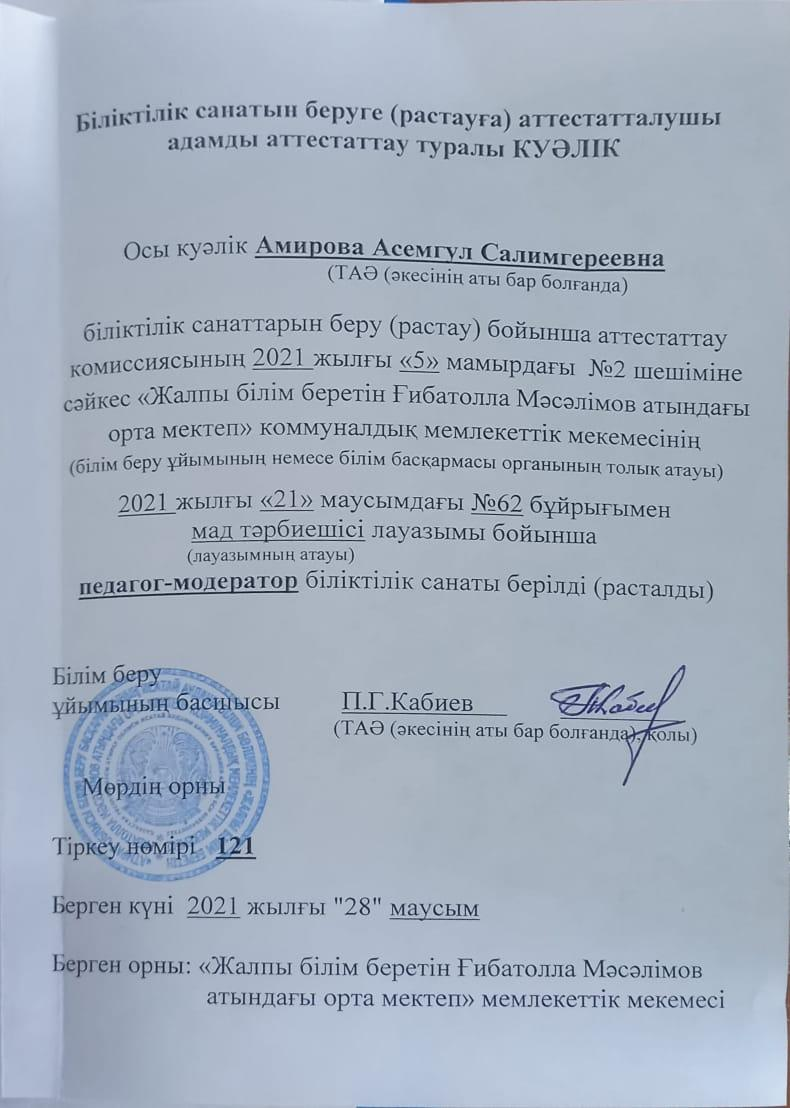 Біліктілік санатын беруге (растауға) аттестатталушы
адамды аттестаттау туралы КУӘЛІК
Осы куәлік Амирова Асемгул Салимгереевна
(ТАӘ (әкесінің аты бар болғанда)
біліктілік санаттарын беру (растау) бойынша аттестаттау
комиссиясының 2021 жылғы «5» мамырдағы №2 шешіміне
сәйкес «Жалпы білім беретін Ғибатолла Мәсәлімов атындағы
орта мектеп» коммуналдық мемлекеттік мекемесінің
(білім беру ұйымының немесе білім басқармасы органының толық атауы)
2021 жылғы «21» маусымдағы №62 бұйрығымен
мад тәрбиешісі лауазымы бойынша
(лауазымның атауы)
педагог-модератор біліктілік санаты берілді (расталды)
Білім беру
ұйымының басшысы П.Г.Кабиев
(ТАӘ (әкесінің аты бар болғанда), қолы)
Мөрдің орны
Тіркеу нөмірі 121
Берген күні 2021 жылғы "28" маусым
Берген орны: «Жалпы білім беретін Ғибатолла Мәсәлімов
атындағы орта мектеп» мемлекеттік мекемесі